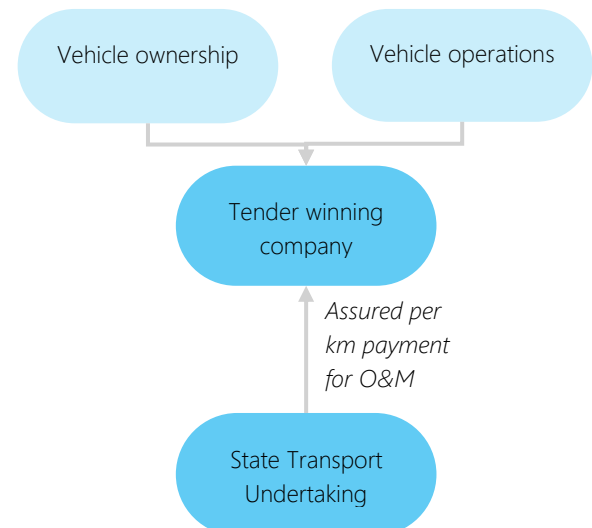 Vehicle ownership
Vehicle operations
Tender winning
company
Assured per
km payment
for O&M
State Transport
Undertaking